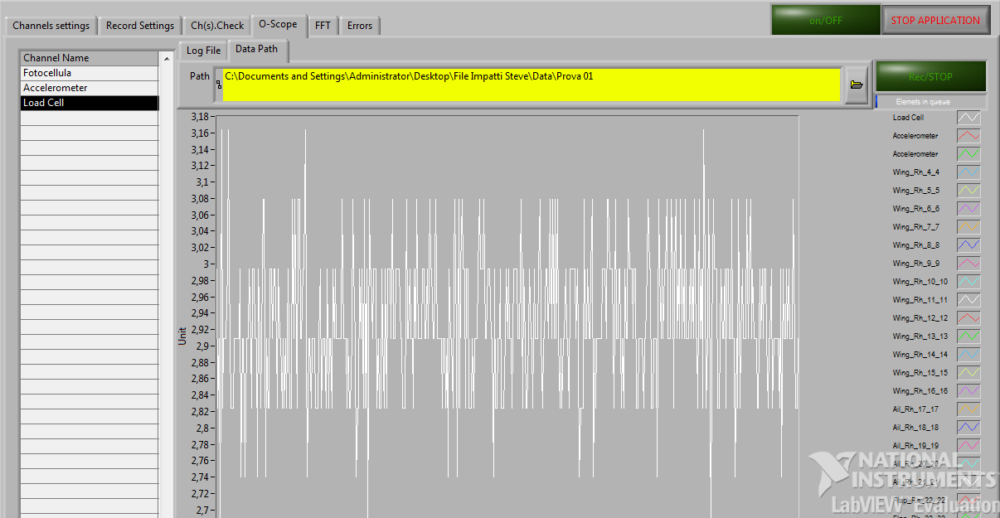 Channels settings
Record Settings
Ch(s).Check
O-Scope
FFT
Errors
on/OFF
STOP APPLICATION
Channel Name
Fotocellula
Accelerometer
Load Cell
Log File
Data Path
Path
C:\Documents and Settings\Administrator\Desktop\File Impatti Steve\Data\Prova 01
Rec/STOP
Elemets in queue
3,18
3,16
3,14
3,12
3,1
3,08
3,06
3,04
3,02
3
2,98
2,96
2,94
2,92
2,9
2,88
2,86
2,84
2,82
2,8
2,78
2,76
2,74
2,72
2,7
Unit
Load Cell
Accelerometer
Accelerometer
Wing_Rh_4_4
Wing_Rh_5_5
Wing_Rh_6_6
Wing_Rh_7_7
Wing_Rh_8_8
Wing_Rh_9_9
Wing_Rh_10_10
Wing_Rh_11_11
Wing_Rh_12_12
Wing_Rh_13_13
Wing_Rh_14_14
Wing_Rh_15_15
Wing_Rh_16_16
Ail_Rh_17_17
Ail_Rh_18_18
Ail_Rh_19_19
Ail_Rh_20_20
Ail_Rh_21_21
Flap_Rh_22_22
NATIONAL
INSTRUMENTS
LabVIEW Evaluation